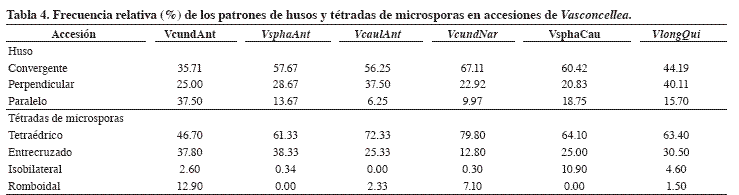 Tabla 4. Frecuencia relativa (%) de los patrones de husos y tétradas de microsporas en accesiones de Vasconcellea.
Accesión VcundAnt VsphaAnt VcaulAnt VcundNar VsphaCau VlongQui
Huso
Convergente 35.71 57.67 56.25 67.11 60.42 44.19
Perpendicular 25.00 28.67 37.50 22.92 20.83 40.11
Paralelo 37.50 13.67 6.25 9.97 18.75 15.70
Tétradas de microsporas
Tetraédrico 46.70 61.33 72.33 79.80 64.10 63.40
Entrecruzado 37.80 38.33 25.33 12.80 25.00 30.50
Isobilateral 2.60 0.34 0.00 0.30 10.90 4.60
Romboidal 12.90 0.00 2.33 7.10 0.00 1.50